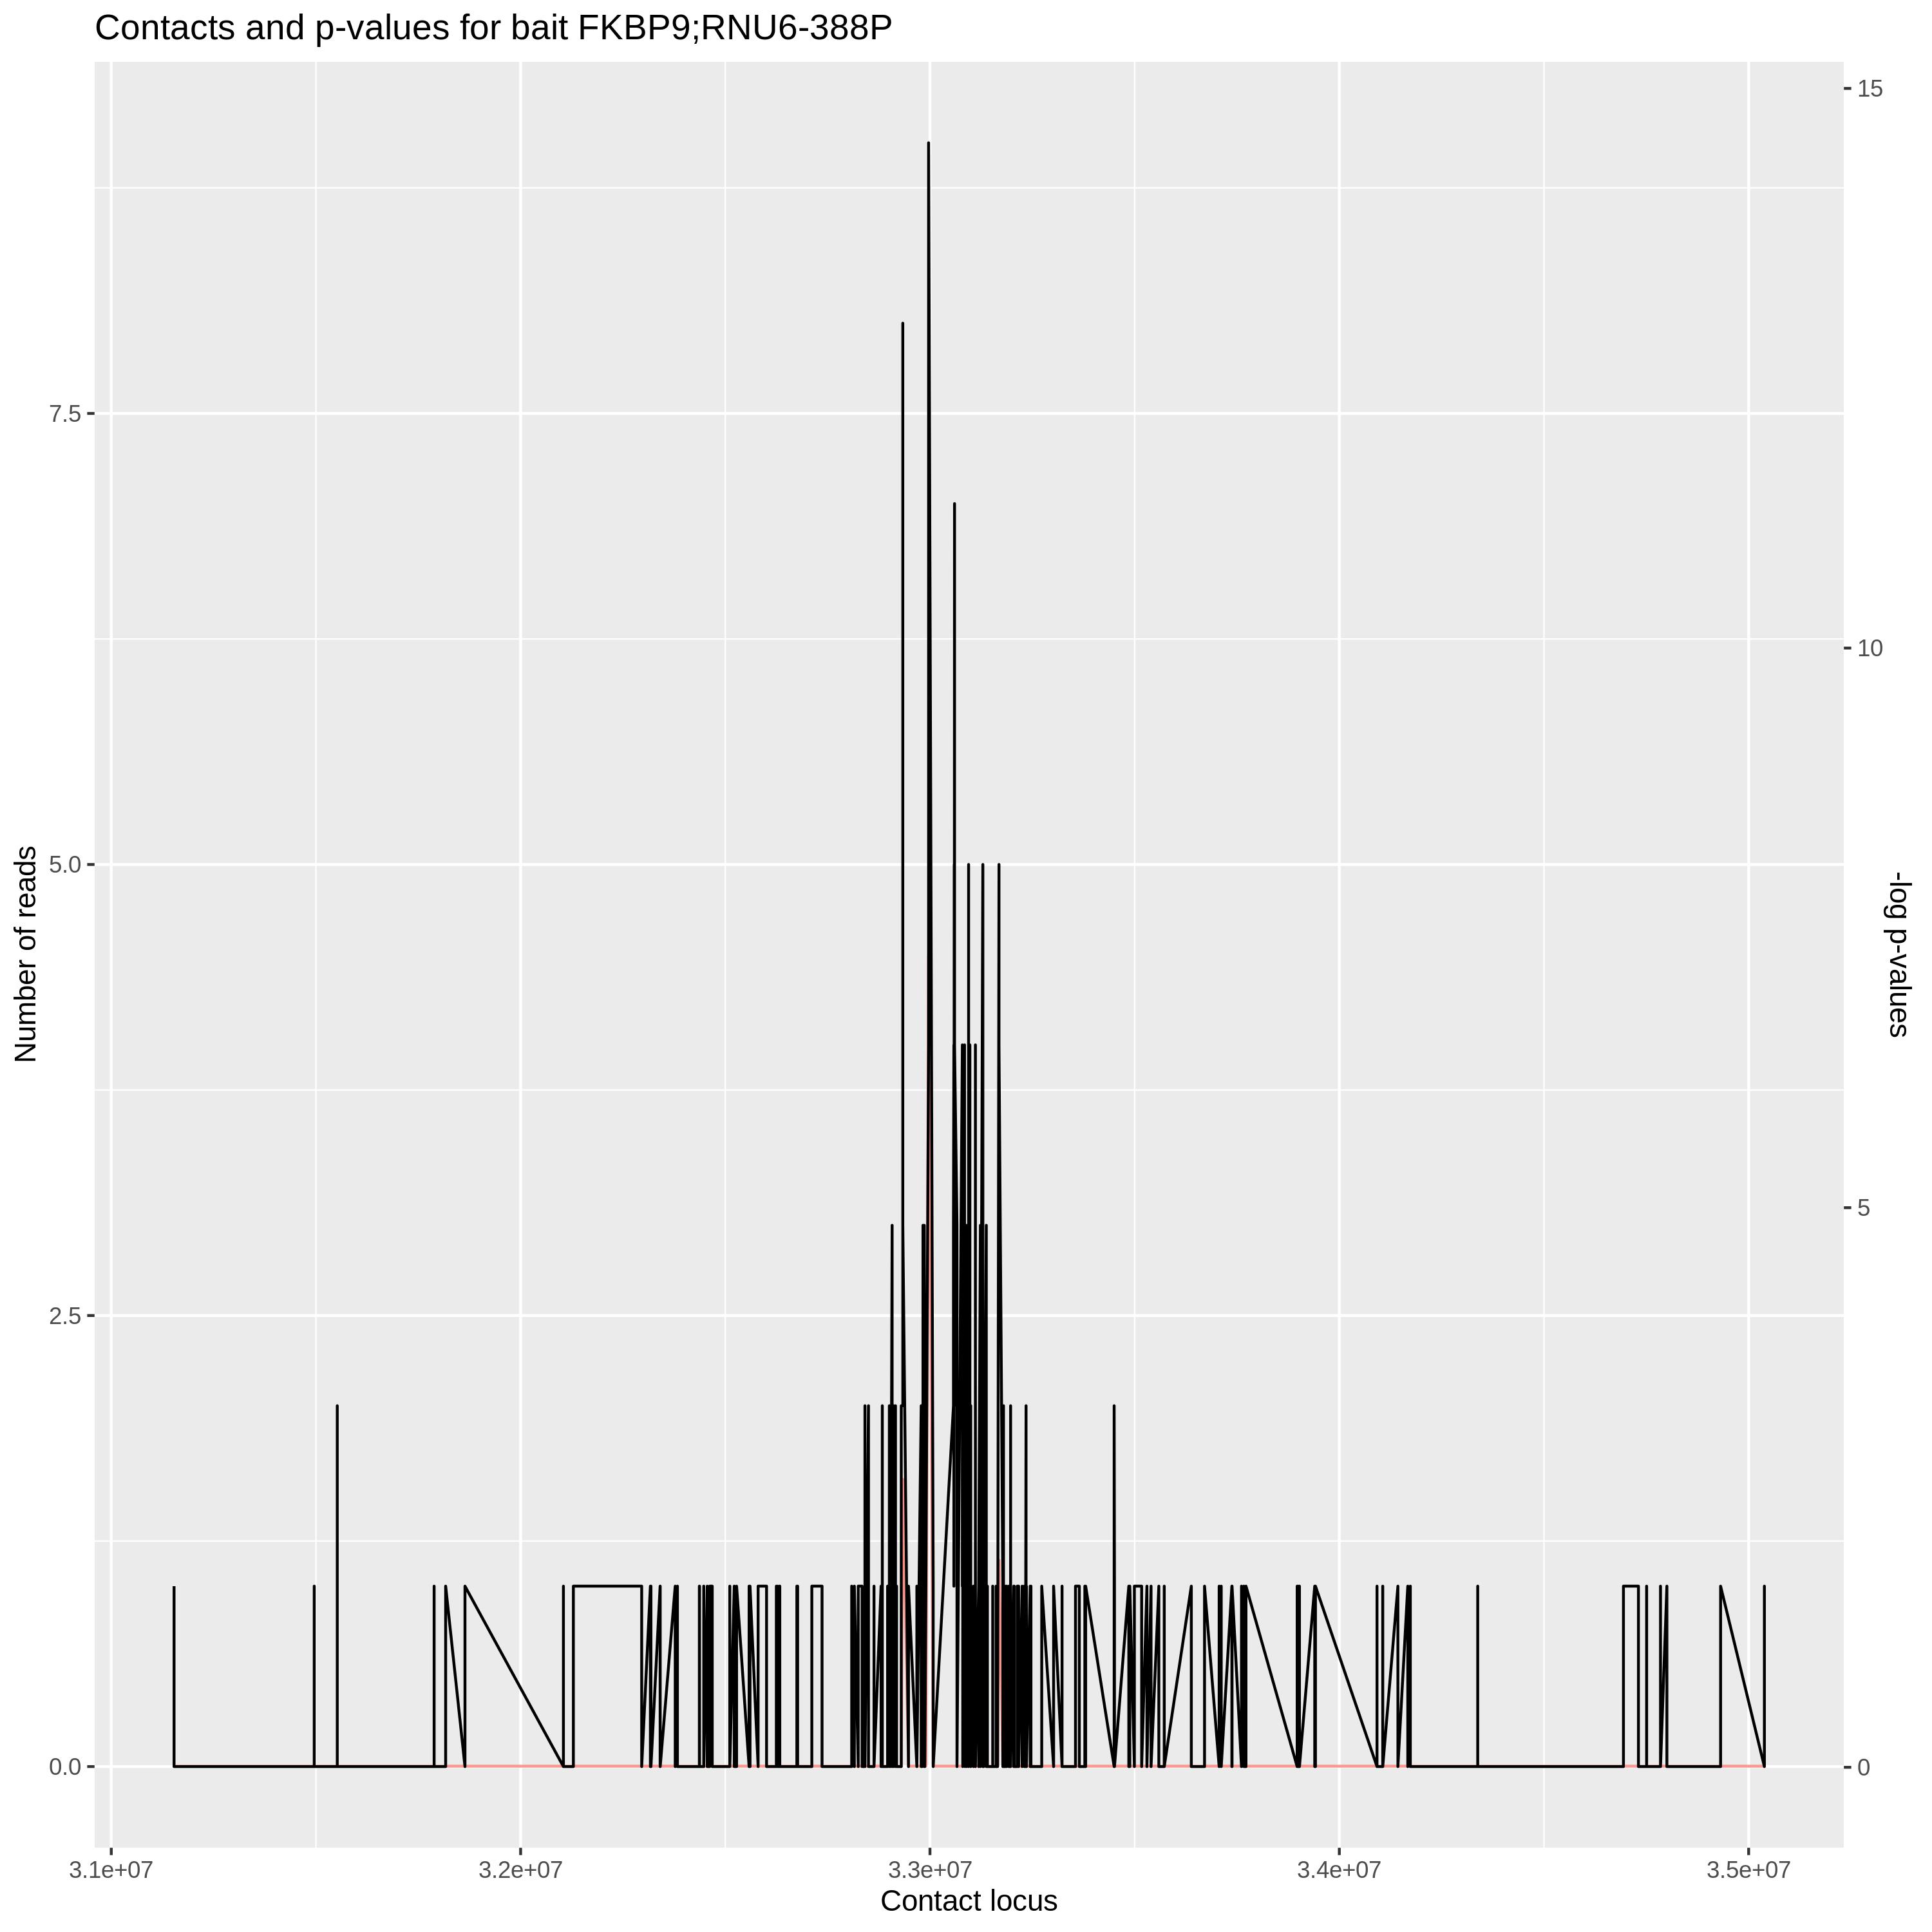 Contacts and p-values for bait FKBP9;RNU6-388P
15
7.5
10
5.0
Number of reads
-log p-values
5
2.5
0.0
0
3.1e+07
3.2e+07
3.3e+07
3.4e+07
3.5e+07
Contact locus